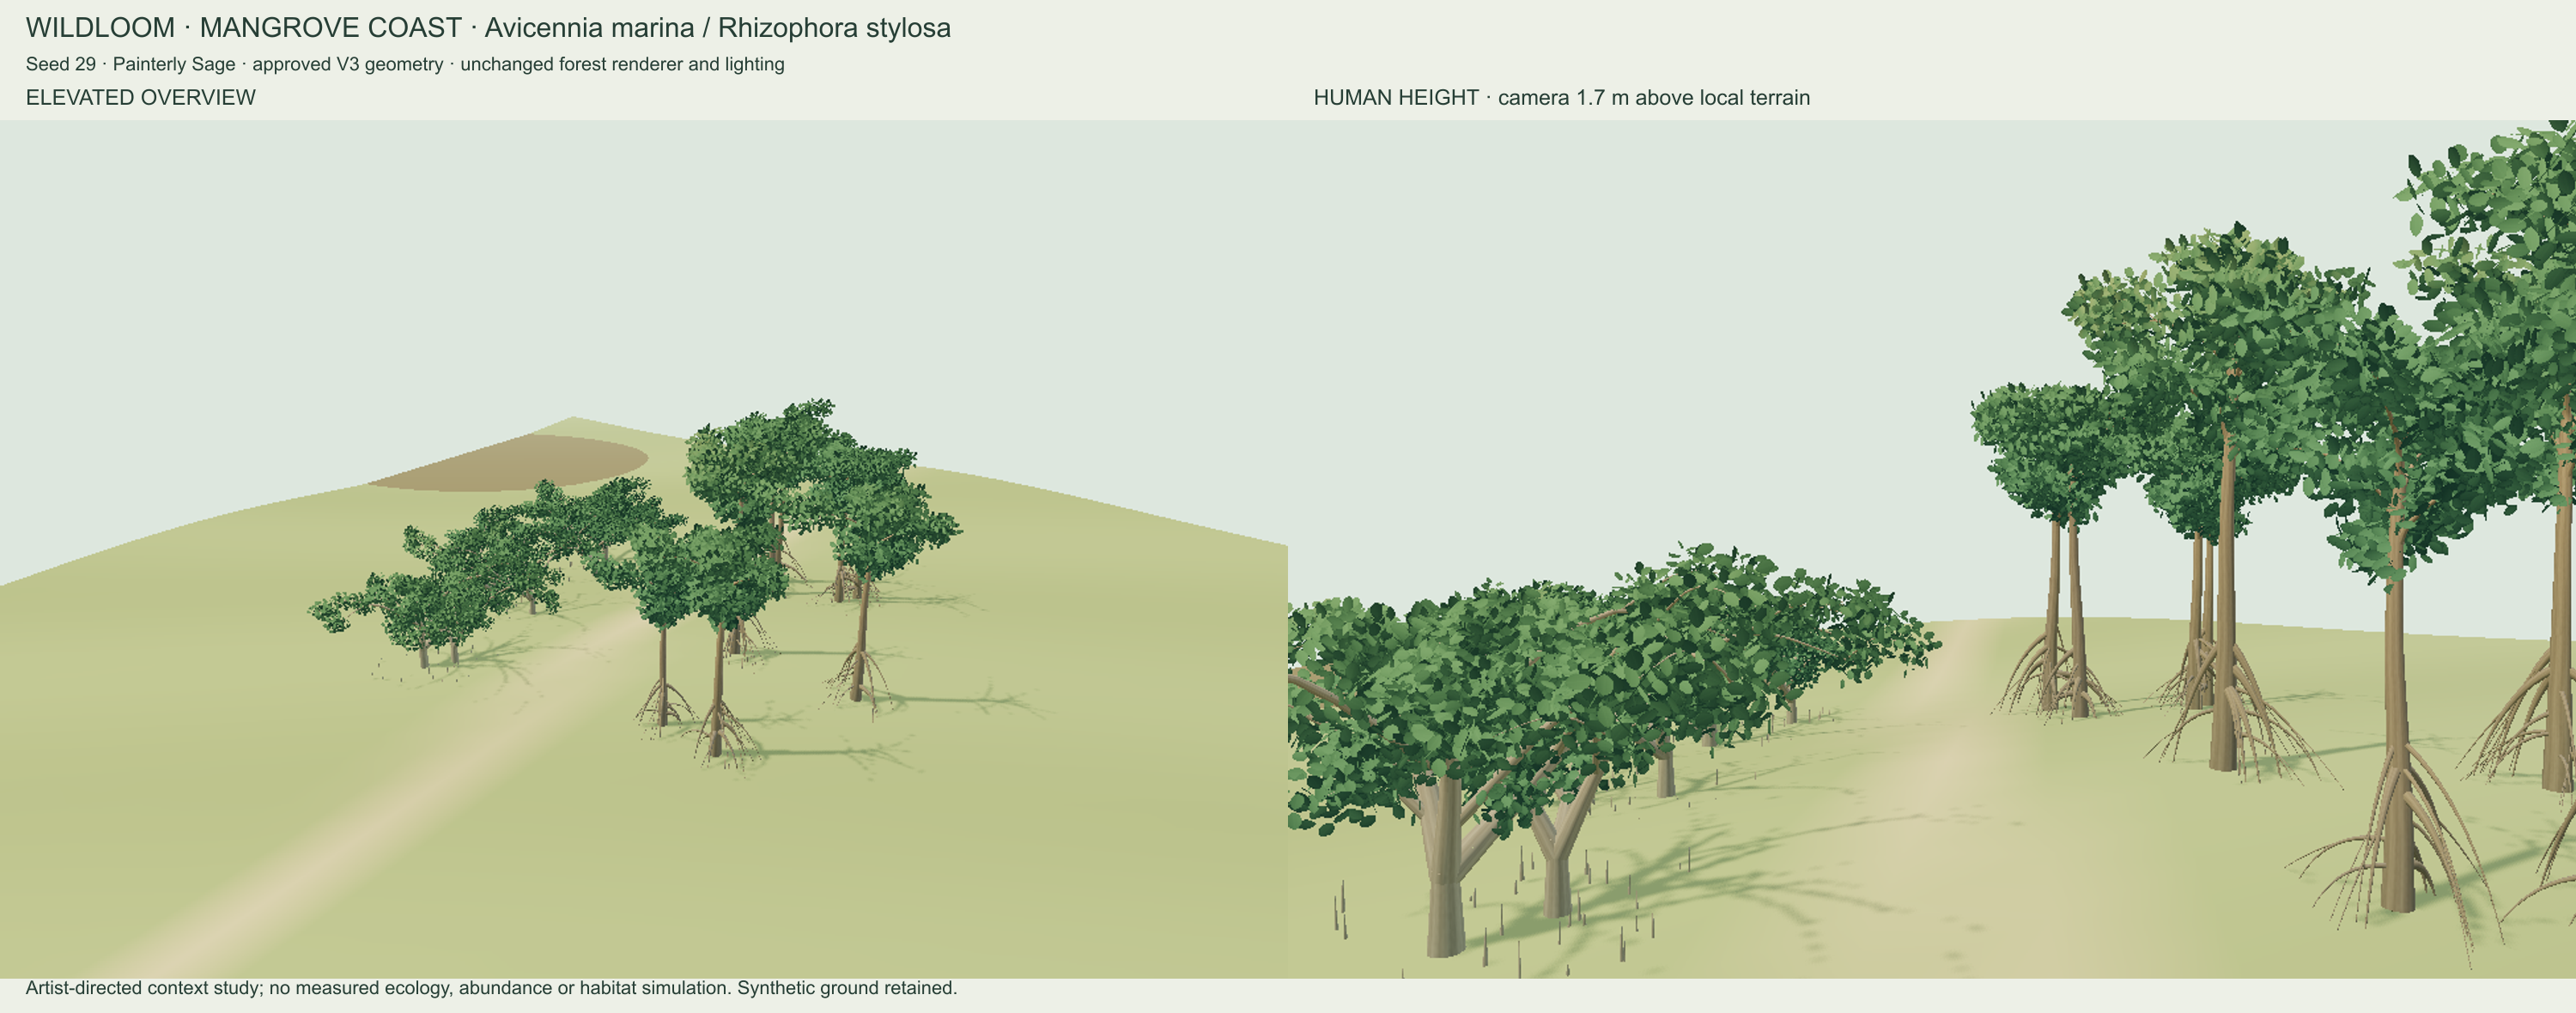 WILDLOOM · MANGROVE COAST · Avicennia marina / Rhizophora stylosa
Seed 29 · Painterly Sage · approved V3 geometry · unchanged forest renderer and lighting
ELEVATED OVERVIEW
HUMAN HEIGHT · camera 1.7 m above local terrain
Artist-directed context study; no measured ecology, abundance or habitat simulation. Synthetic ground retained.